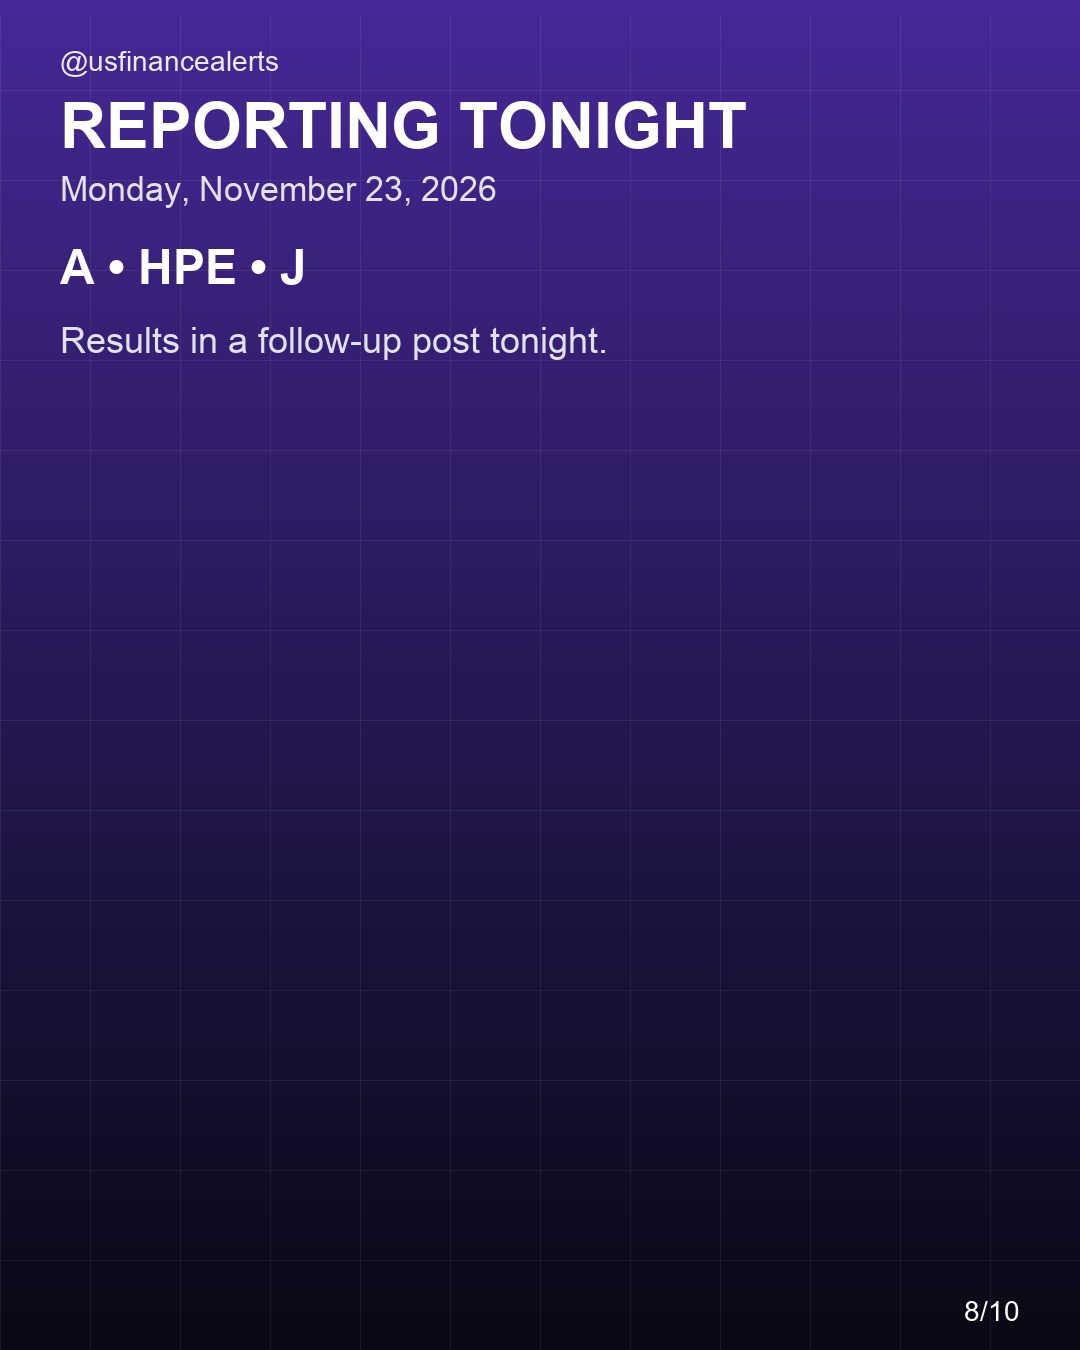 @usfinancealerts
REPORTING TONIGHT
Monday, November 23, 2026
A • HPE • J
Results in a follow-up post tonight.
8/10